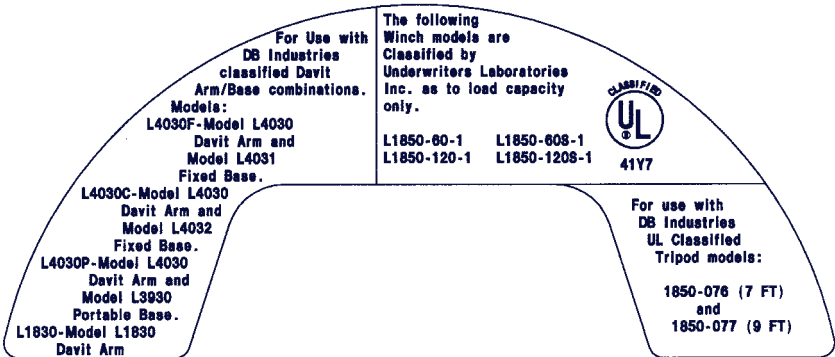 For Use with
DB Industries
classified Davit
Arm/Base combinations.
Models:
L4030F-Model L4030
Davit Arm and
Model L4031
Fixed Base.
L4030C-Model L4030
Davit Arm and
Model L4032
Fixed Base.
L4030P-Model L4030
Davit Arm and
Model L3930
Portable Base.
L1830-Model L1830
Davit Arm
The following
Winch models are
Classified by
Underwriters Laboratories
Inc. as to load capacity
only.
L1850-60-1 L1850-60S-1
L1850-120-1 L1850-120S-1
CLASSIFIED
UL
®
41Y7
For use with
DB Industries
UL Classified
Tripod models:
1850-076 (7 FT)
and
1850-077 (9 FT)